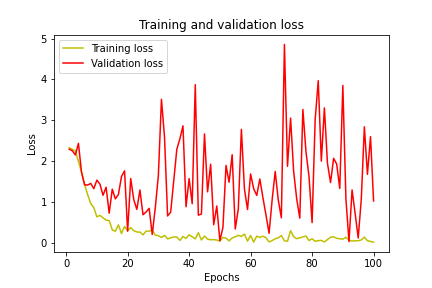 Training and validation loss
Training loss
Validation loss
Loss
5
4
3
2
1
0
0 20 40 60 80 100
Epochs